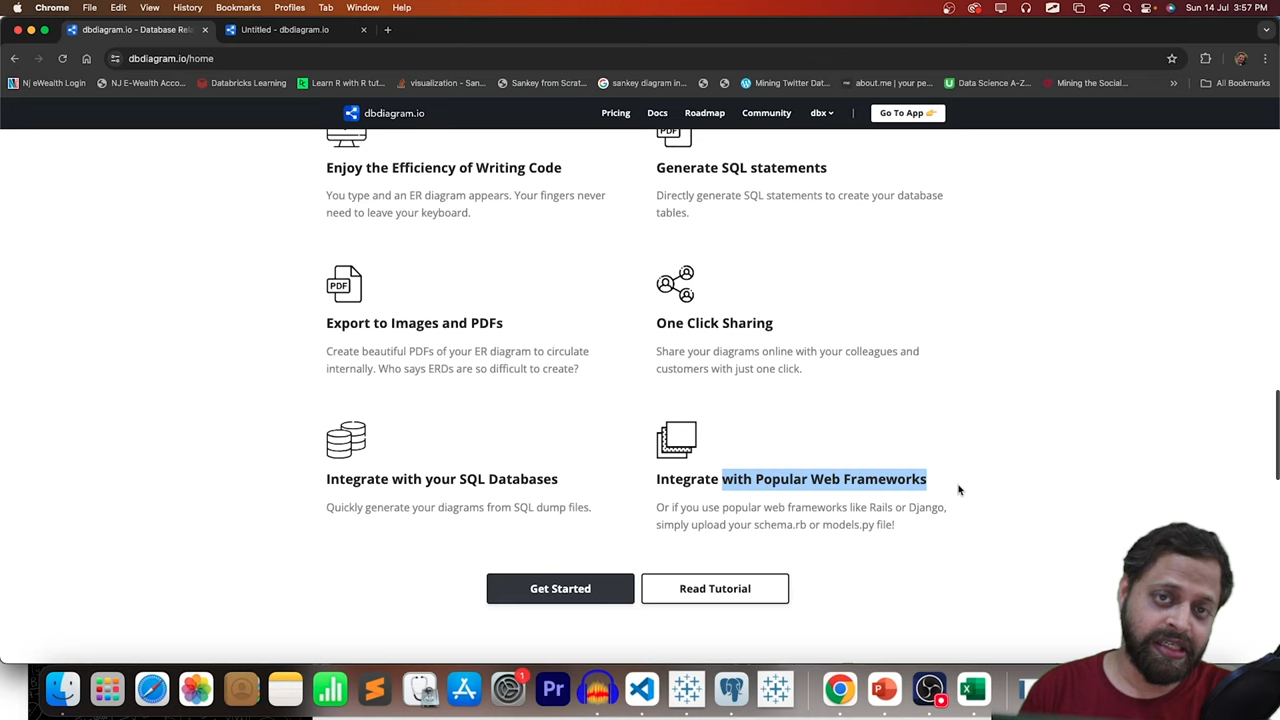 Chrome File Edit View History Bookmarks Profiles Tab Window Help Sun 14 Jul 3:57 PM
dbdiagram.io - Database Rela Untitled - dbdiagram.io
dbdiagram.io/home
Nj eWealth Login NJ E-Wealth Acco... Databricks Learning Learn R with R tut... visualization - San... Sankey from Scrat... sankey diagram in... Mining Twitter Dat... about.me | your pe... Data Science A-Z... Mining the Social... » All Bookmarks
dbdiagram.io Pricing Docs Roadmap Community dbx Go To App
PDF
Enjoy the Efficiency of Writing Code
You type and an ER diagram appears. Your fingers never
need to leave your keyboard.
Generate SQL statements
Directly generate SQL statements to create your database
tables.
PDF
Export to Images and PDFs
Create beautiful PDFs of your ER diagram to circulate
internally. Who says ERDs are so difficult to create?
One Click Sharing
Share your diagrams online with your colleagues and
customers with just one click.
Integrate with your SQL Databases
Quickly generate your diagrams from SQL dump files.
Integrate with Popular Web Frameworks
Or if you use popular web frameworks like Rails or Django,
simply upload your schema.rb or models.py file!
Get Started Read Tutorial
1
Pr